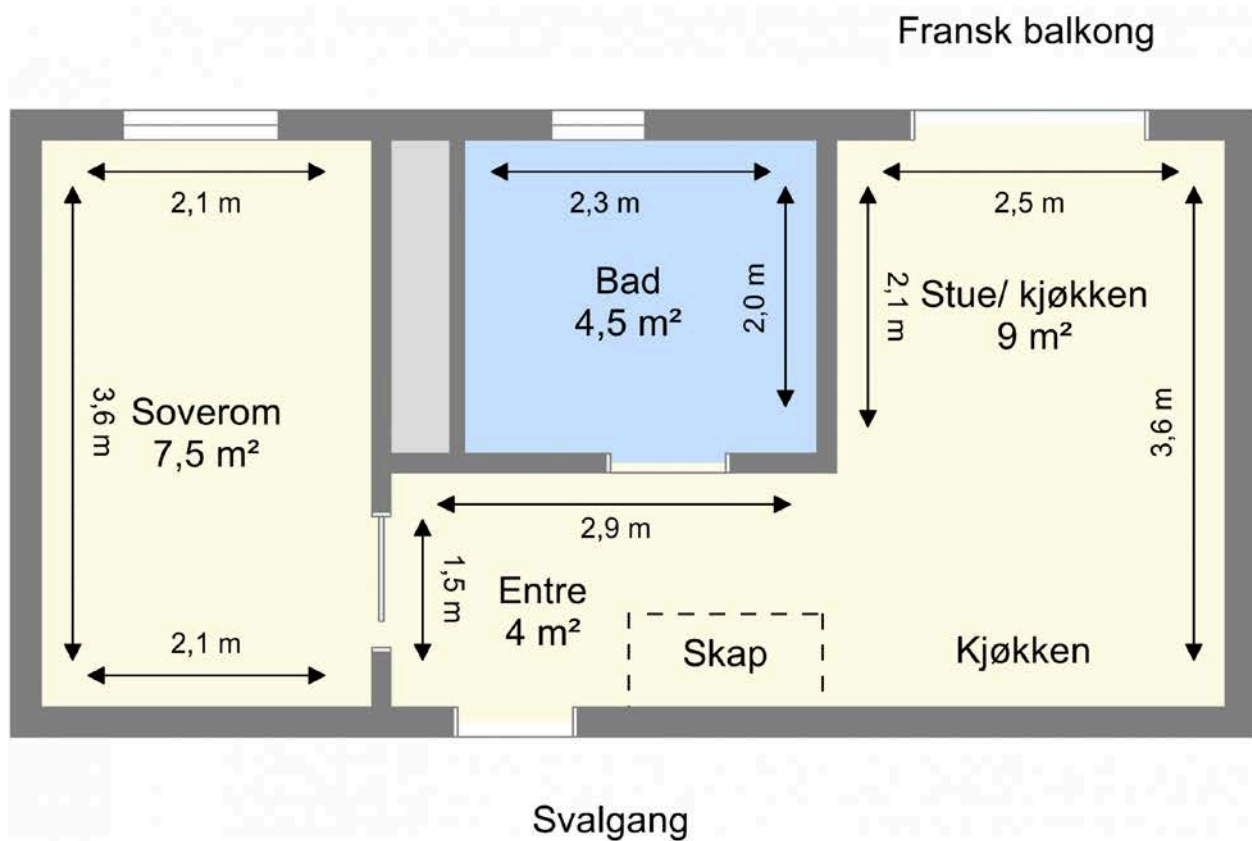 Fransk balkong
2,1 m
2,3 m
2,5 m
Bad
4,5 m²
2,0 m
2,1 m
Stue/ kjøkken
9 m²
3,6 m
Soverom
7,5 m²
3,6 m
2,9 m
1,5 m
Entre
4 m²
2,1 m
Skap
Kjøkken
Svalgang